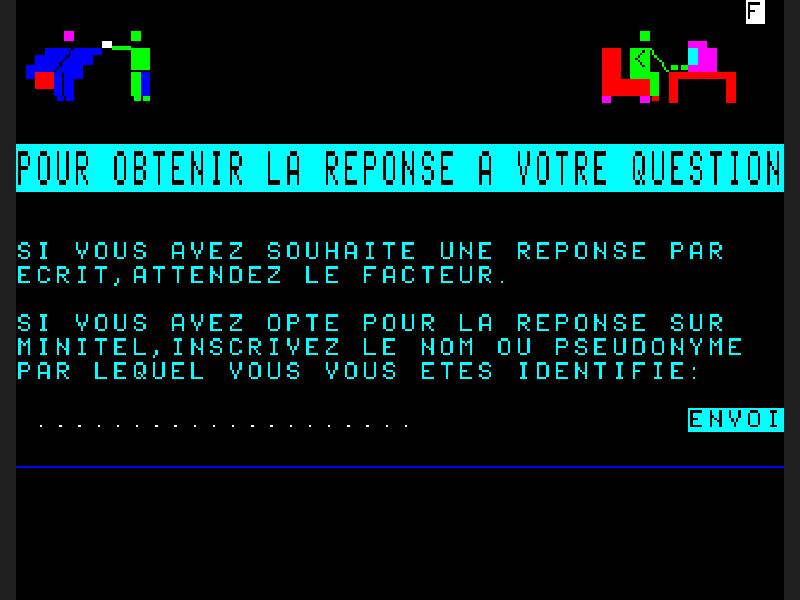 F
POUR OBTENIR LA REPONSE A VOTRE QUESTION
SI VOUS AVEZ SOUHAITE UNE REPONSE PAR
ECRIT,ATTENDEZ LE FACTEUR.
SI VOUS AVEZ OPTE POUR LA REPONSE SUR
MINITEL,INSCRIVEZ LE NOM OU PSEUDONYME
PAR LEQUEL VOUS VOUS ETES IDENTIFIE:
.................... ENVOI